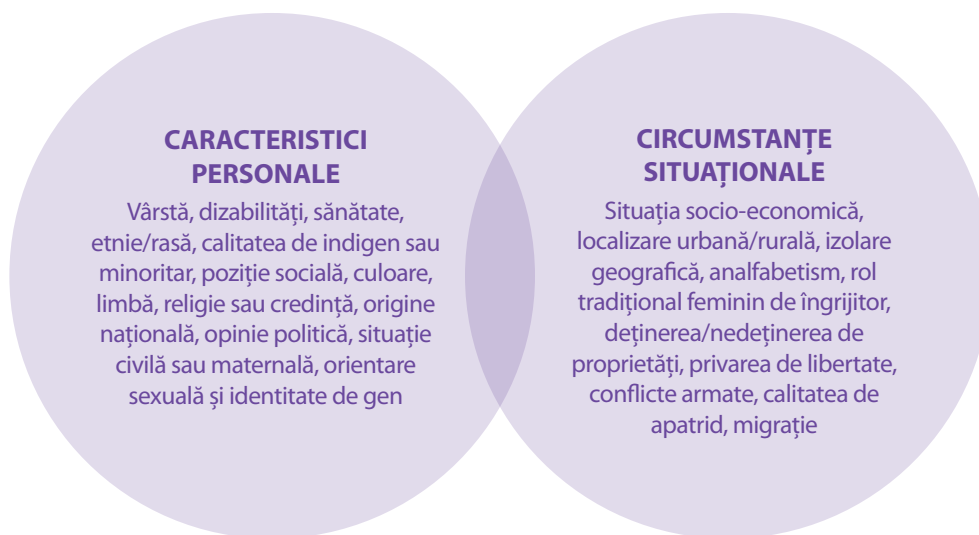 CARACTERISTICI
PERSONALE
Vârstă, dizabilități, sănătate,
etnie/rasă, calitatea de indigen sau
minoritar, poziție socială, culoare,
limbă, religie sau credință, origine
națională, opinie politică, situație
civilă sau maternală, orientare
sexuală și identitate de gen
CIRCUMSTANȚE
SITUAȚIONALE
Situația socio-economică,
localizare urbană/rurală, izolare
geografică, analfabetism, rol
tradițional feminin de îngrijitor,
deținerea/nedeținerea de
proprietăți, privarea de libertate,
conflicte armate, calitatea de
apatrid, migrație